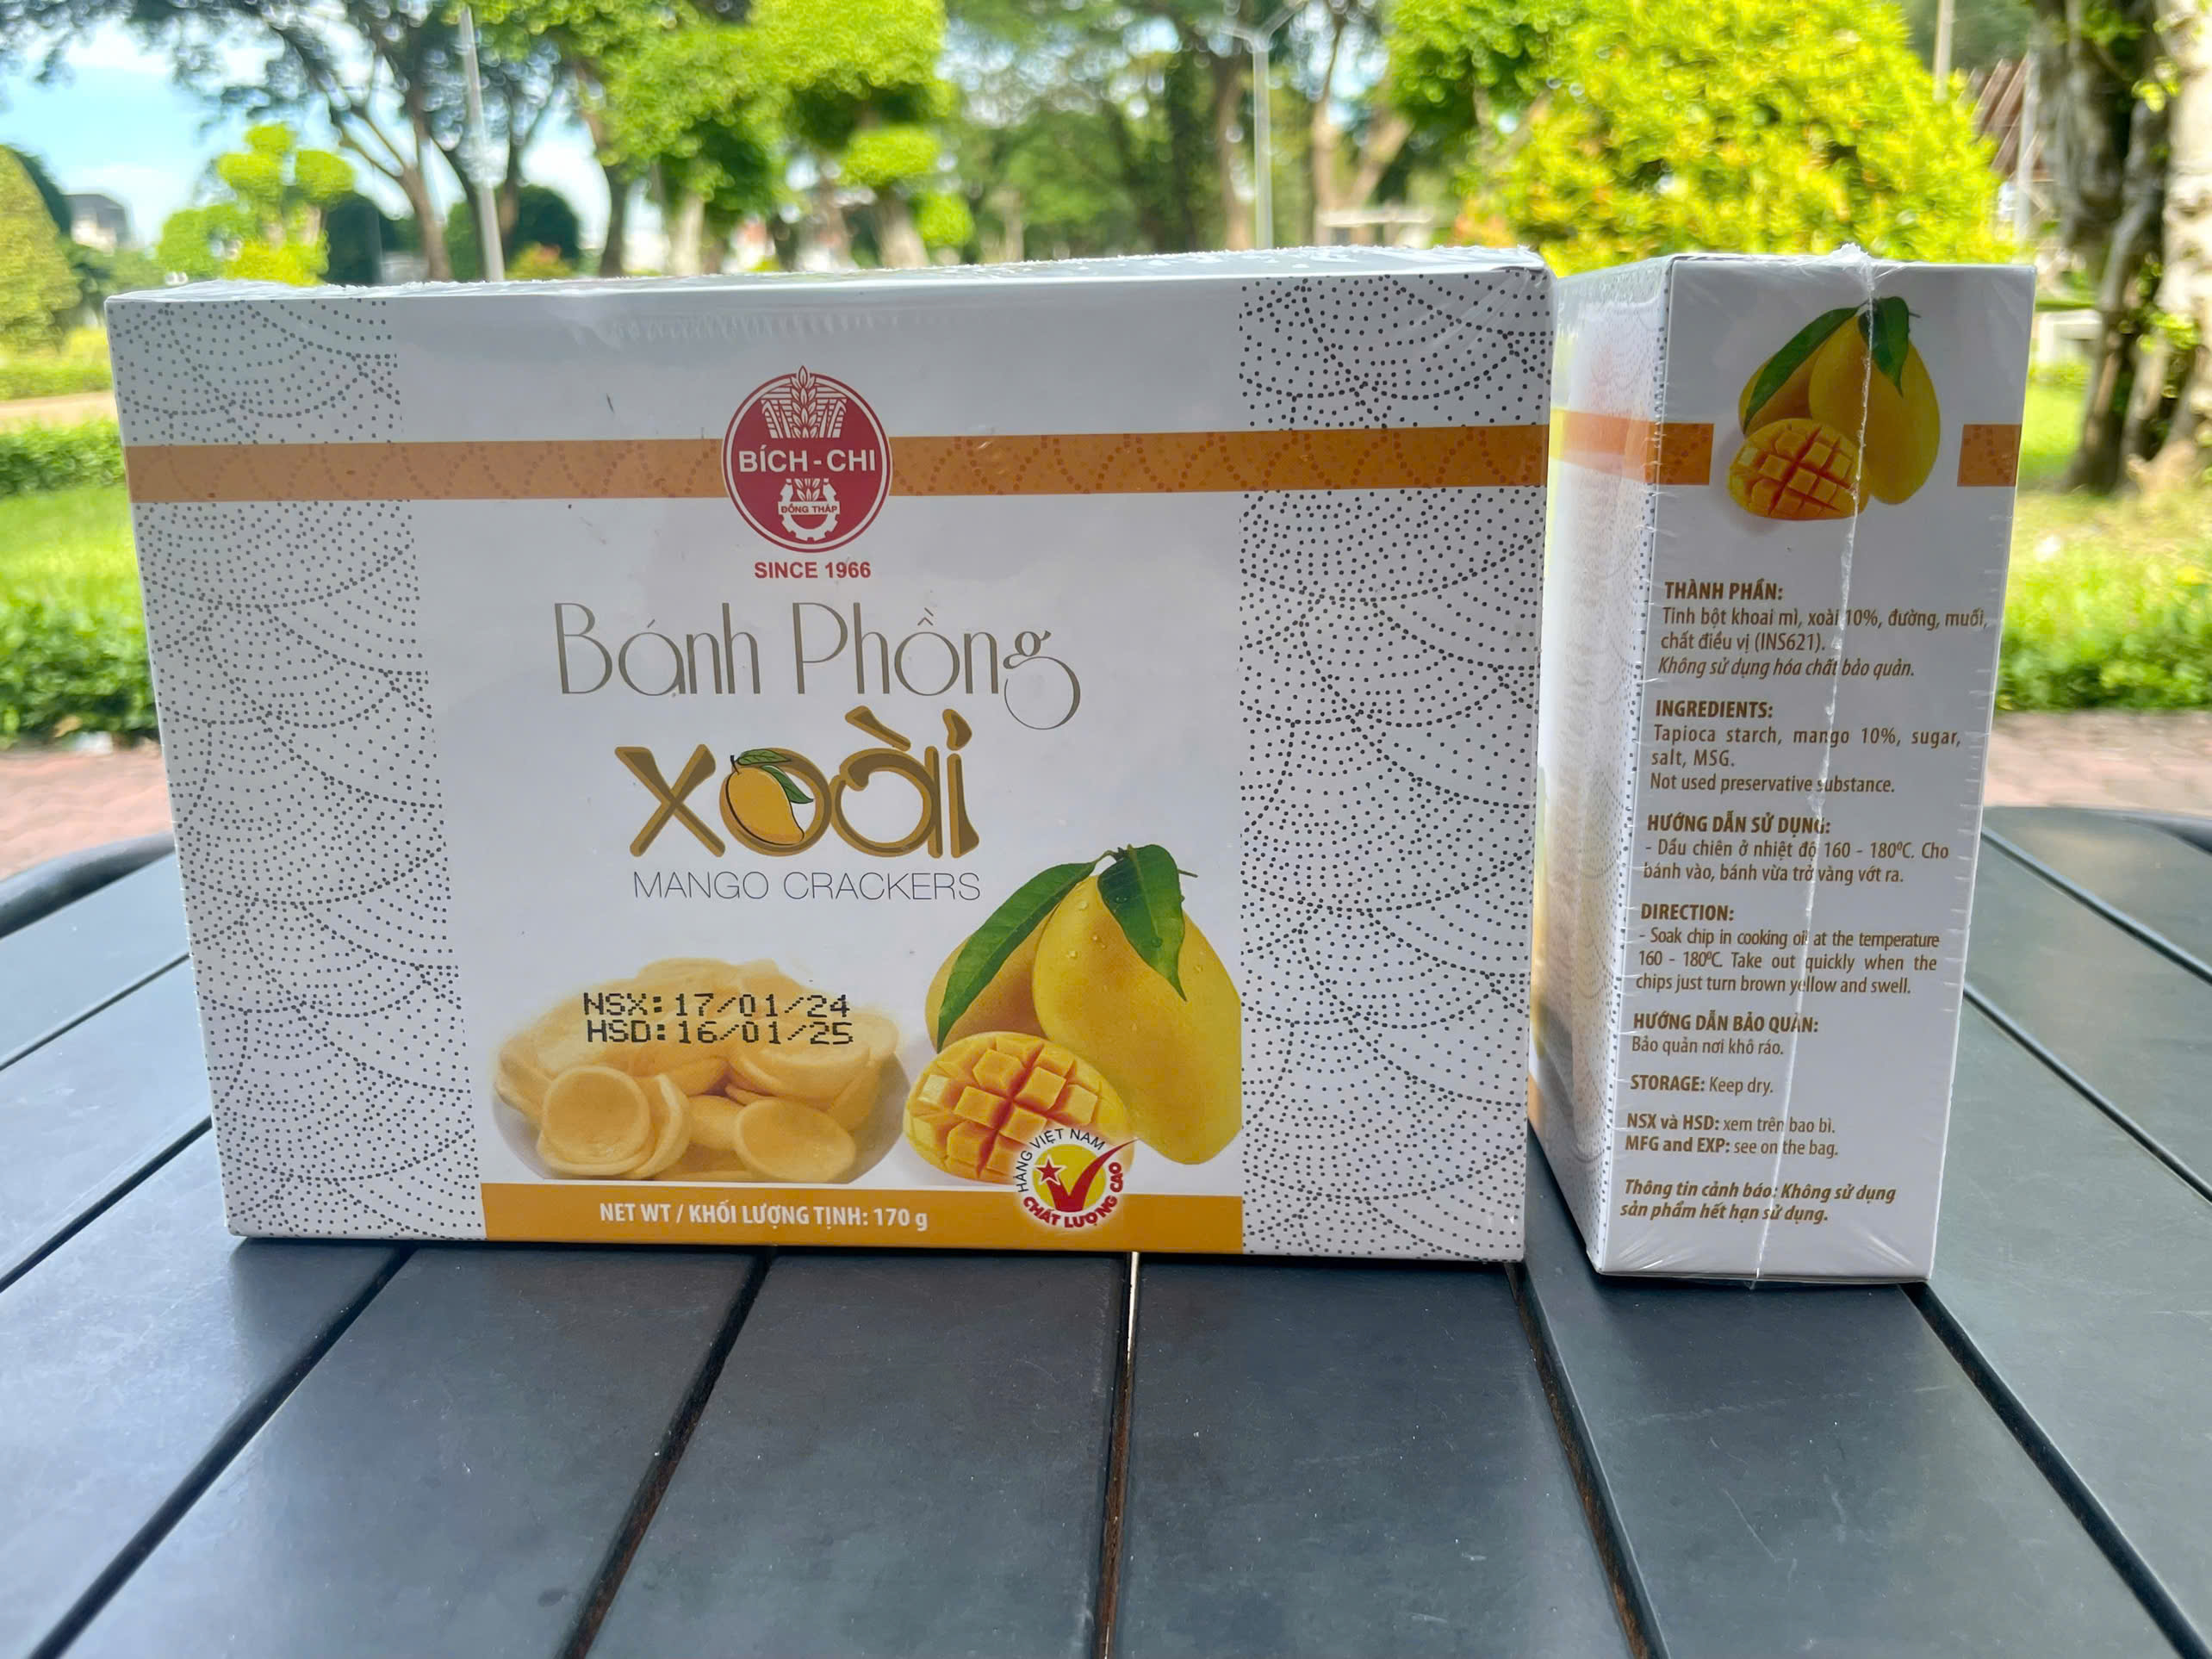 BÍCH-CHI
ĐỒNG THÁP
SINCE 1966
Bánh Phồng
xoài
MANGO CRACKERS
NSX:17/01/24
HSD:16/01/25
HÀNG VIỆT NAM
CHẤT LƯỢNG CAO
NET WT / KHỐI LƯỢNG TỊNH: 170 g
THÀNH PHẦN:
Tinh bột khoai mì, xoài 10%, đường, muối,
chất điều vị (INS621).
Không sử dụng hóa chất bảo quản.
INGREDIENTS:
Tapioca starch, mango 10%, sugar,
salt, MSG.
Not used preservative substance.
HƯỚNG DẪN SỬ DỤNG:
- Dầu chiên ở nhiệt độ 160 - 180ºC. Cho
bánh vào, bánh vừa trở vàng vớt ra.
DIRECTION:
- Soak chip in cooking oil at the temperature
160 - 180ºC. Take out quickly when the
chips just turn brown yellow and swell.
HƯỚNG DẪN BẢO QUẢN:
Bảo quản nơi khô ráo.
STORAGE: Keep dry.
NSX và HSD: xem trên bao bì.
MFG and EXP: see on the bag.
Thông tin cảnh báo: Không sử dụng
sản phẩm hết hạn sử dụng.